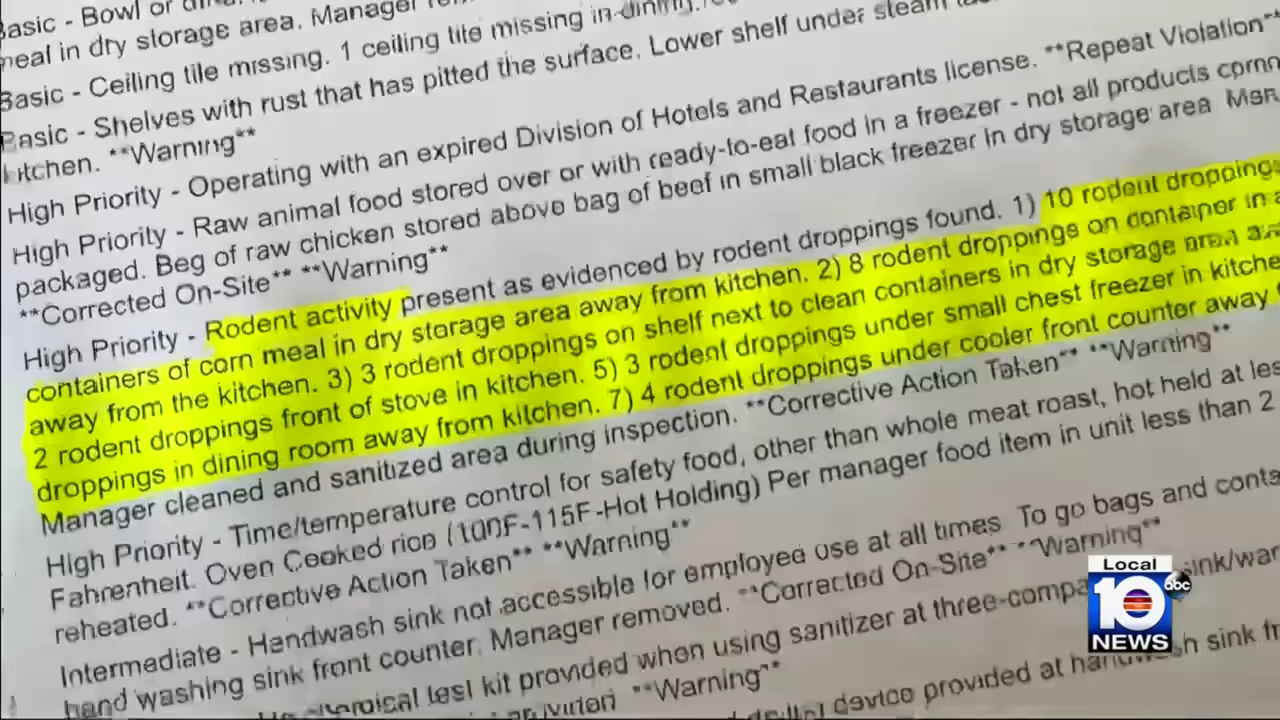 Basic - Bowl or
meal in dry storage area. Manager
Basic - Ceiling tile missing. 1 ceiling tile missing in dining
Basic - Shelves with rust that has pitted the surface. Lower shelf under steam
kitchen. **Warning**
High Priority - Operating with an expired Division of Hotels and Restaurants license. **Repeat Violation**
High Priority - Raw animal food stored over or with ready-to-eat food in a freezer - not all products
packaged. Beg of raw chicken stored above bag of beef in small black freezer in dry storage area
**Corrected On-Site** **Warning**
High Priority - Rodent activity present as evidenced by rodent droppings found. 1) 10 rodent droppings
containers of corn meal in dry storage area away from kitchen. 2) 8 rodent droppings on container in
away from the kitchen. 3) 3 rodent droppings on shelf next to clean containers in dry storage area
2 rodent droppings front of stove in kitchen. 5) 3 rodent droppings under small chest freezer in
droppings in dining room away from kitchen. 7) 4 rodent droppings under cooler front counter away
Manager cleaned and sanitized area during inspection. **Corrective Action Taken** **Warning**
High Priority - Time/temperature control for safety food, other than whole meat roast, hot held at
Fahrenheit. Oven Cooked rice (100F-115F-Hot Holding) Per manager food item in unit less than 2
reheated. **Corrective Action Taken** **Warning**
Intermediate - Handwash sink not accessible for employee use at all times. To go bags and
hand washing sink front counter. Manager removed. **Corrected On-Site** **Warning**
test kit provided when using sanitizer at
**Warning**
device provided at sink
Local
10
abc
NEWS